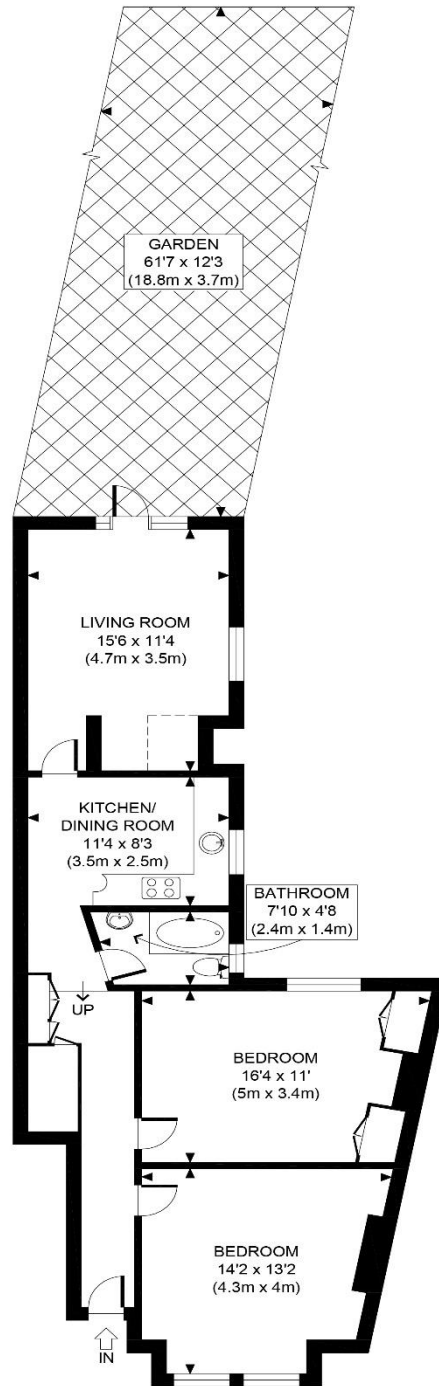 GARDEN
61'7 x 12'3
(18.8m x 3.7m)
LIVING ROOM
15'6 x 11'4
(4.7m x 3.5m)
KITCHEN/
DINING ROOM
11'4 x 8'3
(3.5m x 2.5m)
BATHROOM
7'10 x 4'8
(2.4m x 1.4m)
UP
BEDROOM
16'4 x 11'
(5m x 3.4m)
BEDROOM
14'2 x 13'2
(4.3m x 4m)
IN